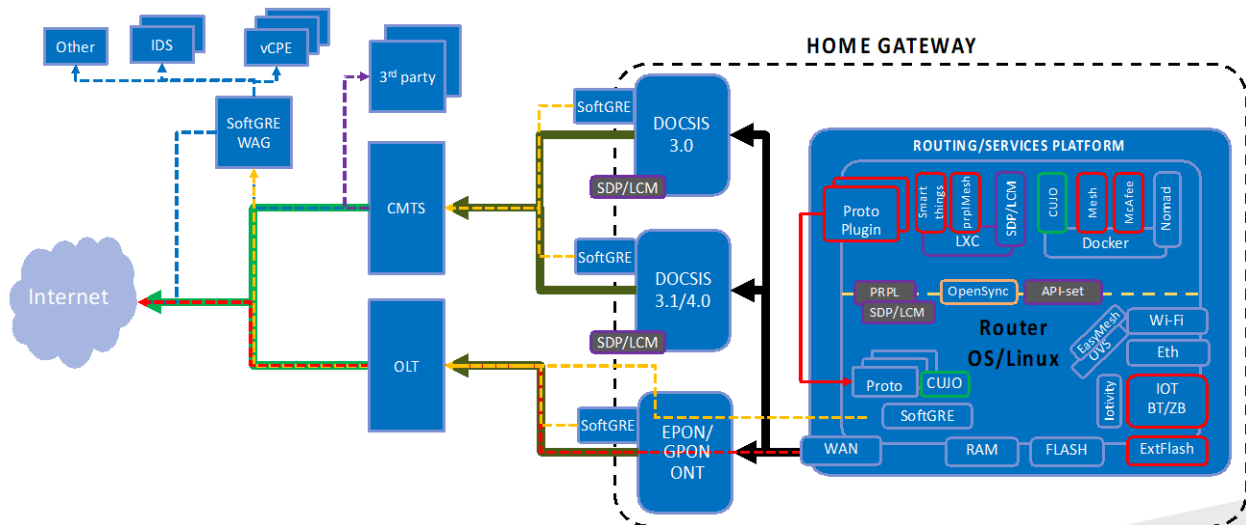 Other
IDS
vCPE
3rd party
SoftGRE
WAG
CMTS
OLT
Internet
HOME GATEWAY
SoftGRE
DOCSIS
3.0
SDP/LCM
SoftGRE
DOCSIS
3.1/4.0
SDP/LCM
SoftGRE
EPON/
GPON
ONT
ROUTING/SERVICES PLATFORM
Proto
Plugin
Smart
things
prplMesh
SDP/LCM
LXC
CUJO
Mesh
McAfee
Nomad
Docker
PRPL
SDP/LCM
OpenSync
API-set
Router
OS/Linux
EasyMesh
UVS
Wi-Fi
Eth
Proto
CUJO
SoftGRE
Iotivity
IOT
BT/ZB
WAN
RAM
FLASH
ExtFlash